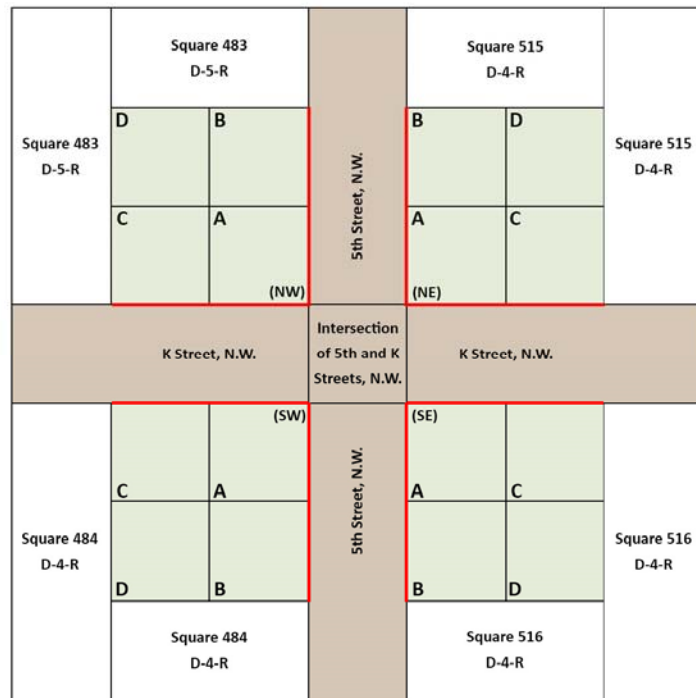 Square 483
D-5-R
Square 515
D-4-R
Square 483
D-5-R
D
B
5th Street, N.W.
B
D
Square 515
D-4-R
C
A
A
C
(NW)
(NE)
K Street, N.W.
Intersection
of 5th and K
Streets, N.W.
K Street, N.W.
(SW)
(SE)
C
A
5th Street, N.W.
A
C
Square 484
D-4-R
Square 516
D-4-R
D
B
B
D
Square 484
D-4-R
Square 516
D-4-R